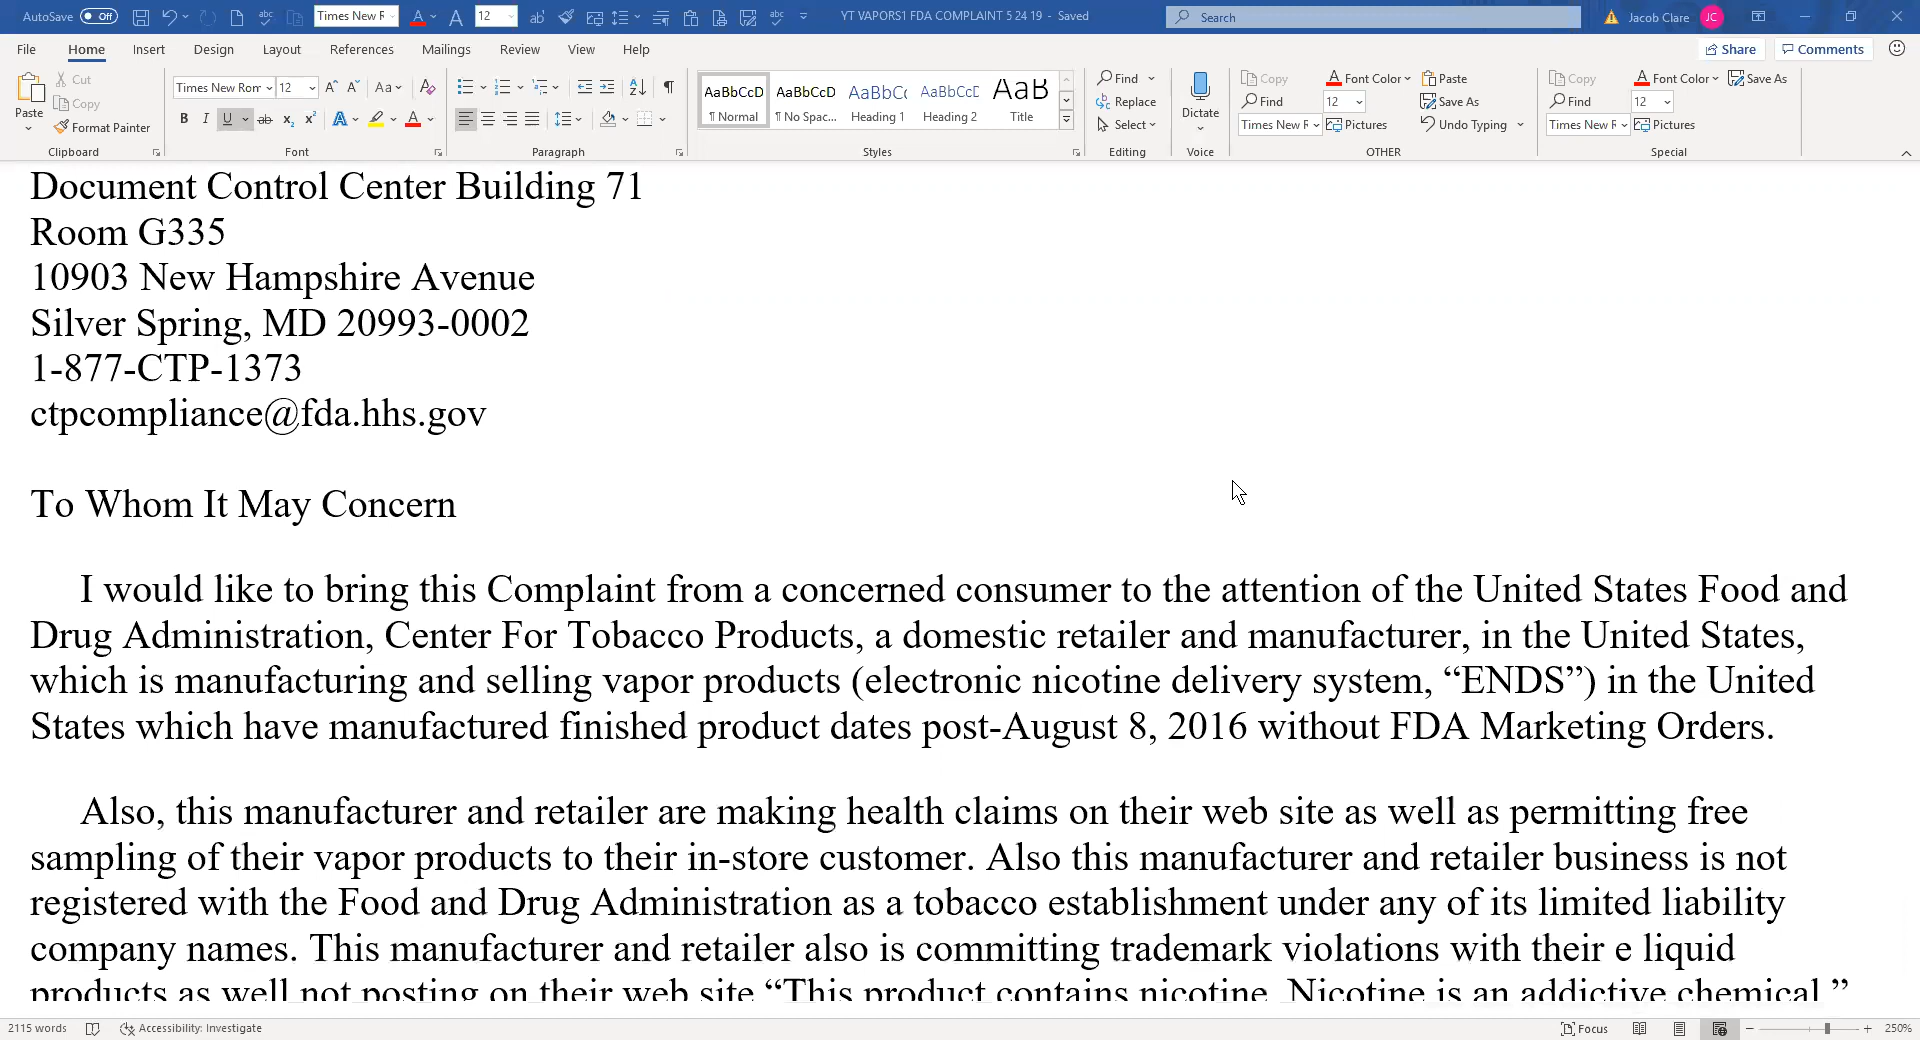 AutoSave Off Times New R 12 YT VAPORS1 FDA COMPLAINT 5 24 19 - Saved Search Jacob Clare JC
File Home Insert Design Layout References Mailings Review View Help Share Comments
Paste Cut Copy Format Painter Clipboard
Times New Ror 12 Aa Font
Paragraph
AaBbCcD AaBbCcD AaBbCc AaBbCcC AaB
¶ Normal ¶ No Spac... Heading 1 Heading 2 Title
Styles
Find Replace Select Editing
Dictate Voice
Copy Font Color Paste
Find 12 Save As
Times New F Pictures Undo Typing
OTHER
Copy Font Color Save As
Find 12
Times New F Pictures
Special
Document Control Center Building 71
Room G335
10903 New Hampshire Avenue
Silver Spring, MD 20993-0002
1-877-CTP-1373
ctpcompliance@fda.hhs.gov
To Whom It May Concern
I would like to bring this Complaint from a concerned consumer to the attention of the United States Food and
Drug Administration, Center For Tobacco Products, a domestic retailer and manufacturer, in the United States,
which is manufacturing and selling vapor products (electronic nicotine delivery system, “ENDS”) in the United
States which have manufactured finished product dates post-August 8, 2016 without FDA Marketing Orders.
Also, this manufacturer and retailer are making health claims on their web site as well as permitting free
sampling of their vapor products to their in-store customer. Also this manufacturer and retailer business is not
registered with the Food and Drug Administration as a tobacco establishment under any of its limited liability
company names. This manufacturer and retailer also is committing trademark violations with their e liquid
products as well not posting on their web site “This product contains nicotine. Nicotine is an addictive chemical.”
2115 words Accessibility: Investigate Focus 250%